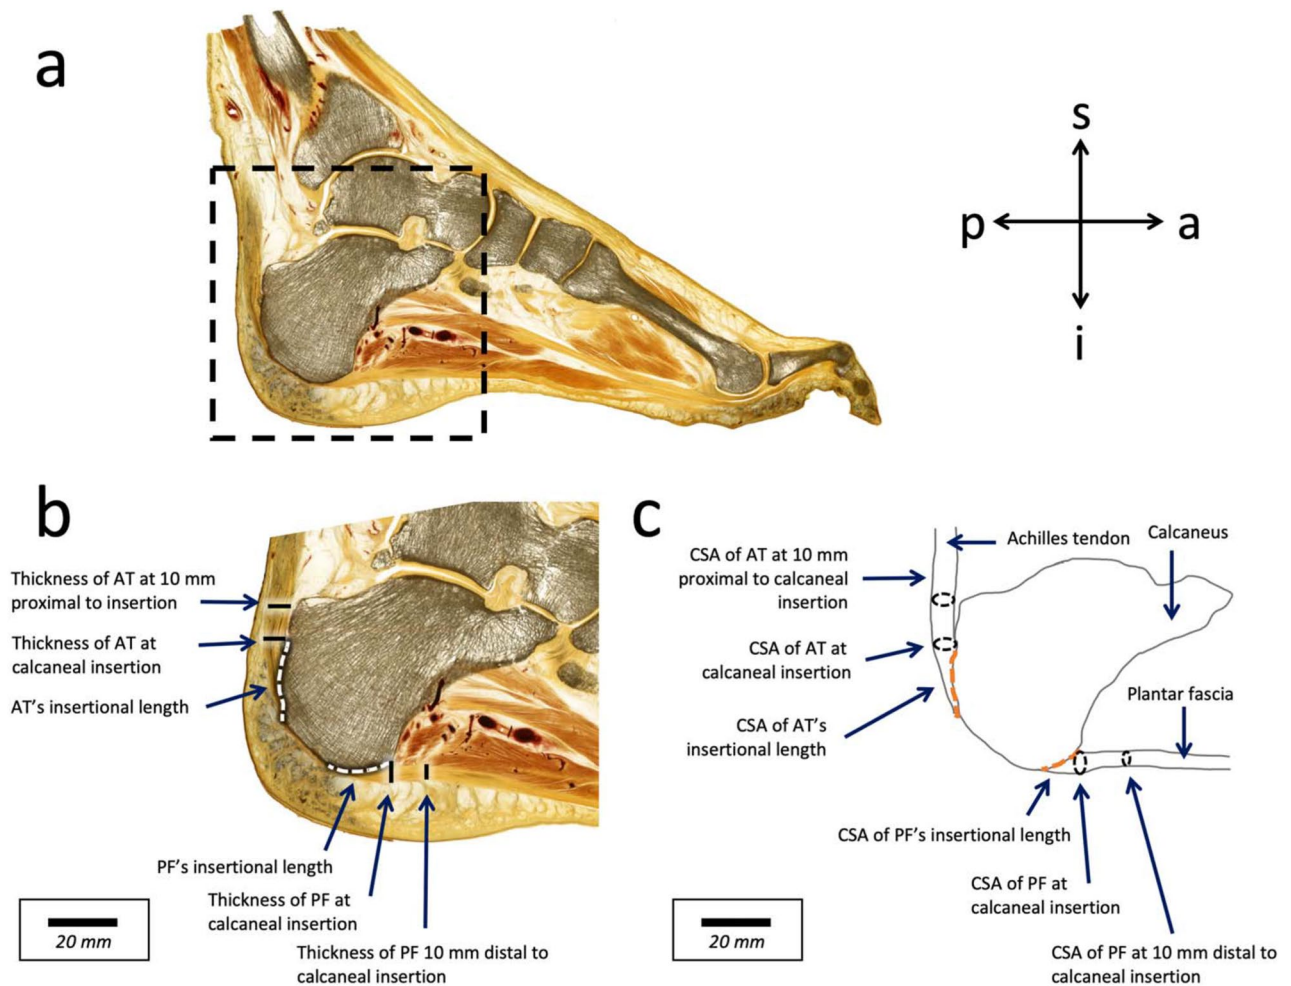 a
s
p
a
i
b
Thickness of AT at 10 mm
proximal to insertion
Thickness of AT at
calcaneal insertion
AT's insertional length
PF's insertional length
Thickness of PF at
calcaneal insertion
Thickness of PF 10 mm distal to
calcaneal insertion
20 mm
c
CSA of AT at 10 mm
proximal to calcaneal
insertion
CSA of AT at
calcaneal insertion
CSA of AT's
insertional length
Achilles tendon
Calcaneus
Plantar fascia
CSA of PF's insertional length
CSA of PF at
calcaneal insertion
CSA of PF at 10 mm distal to
calcaneal insertion
20 mm